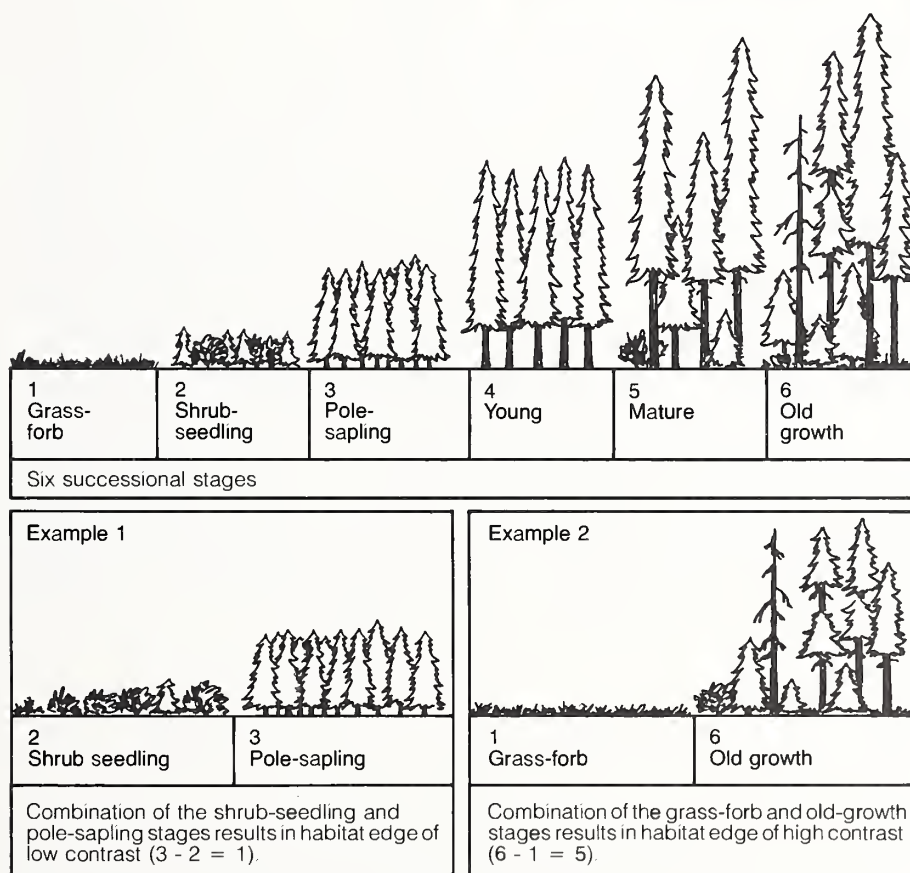 1
Grass-
forb
2
Shrub-
seedling
3
Pole-
sapling
4
Young
5
Mature
6
Old
growth
Six successional stages
Example 1
2
Shrub seedling
3
Pole-sapling
Combination of the shrub-seedling and
pole-sapling stages results in habitat edge of
low contrast (3 - 2 = 1).
Example 2
1
Grass-forb
6
Old growth
Combination of the grass-forb and old-growth
stages results in habitat edge of high contrast
(6 - 1 = 5).